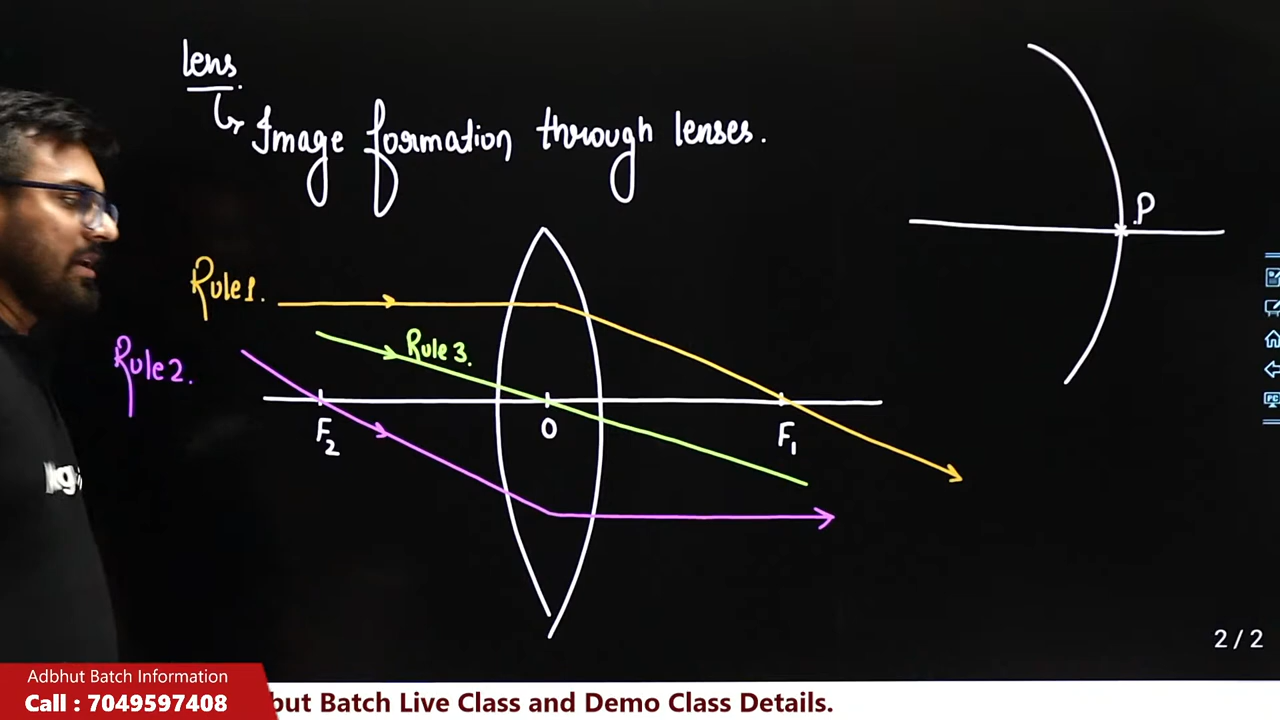 lens.
Image formation through lenses.
P
Rule 1.
Rule 3.
Rule 2.
F2
O
F1
2 / 2
Adbhut Batch Information
Call : 7049597408
but Batch Live Class and Demo Class Details.